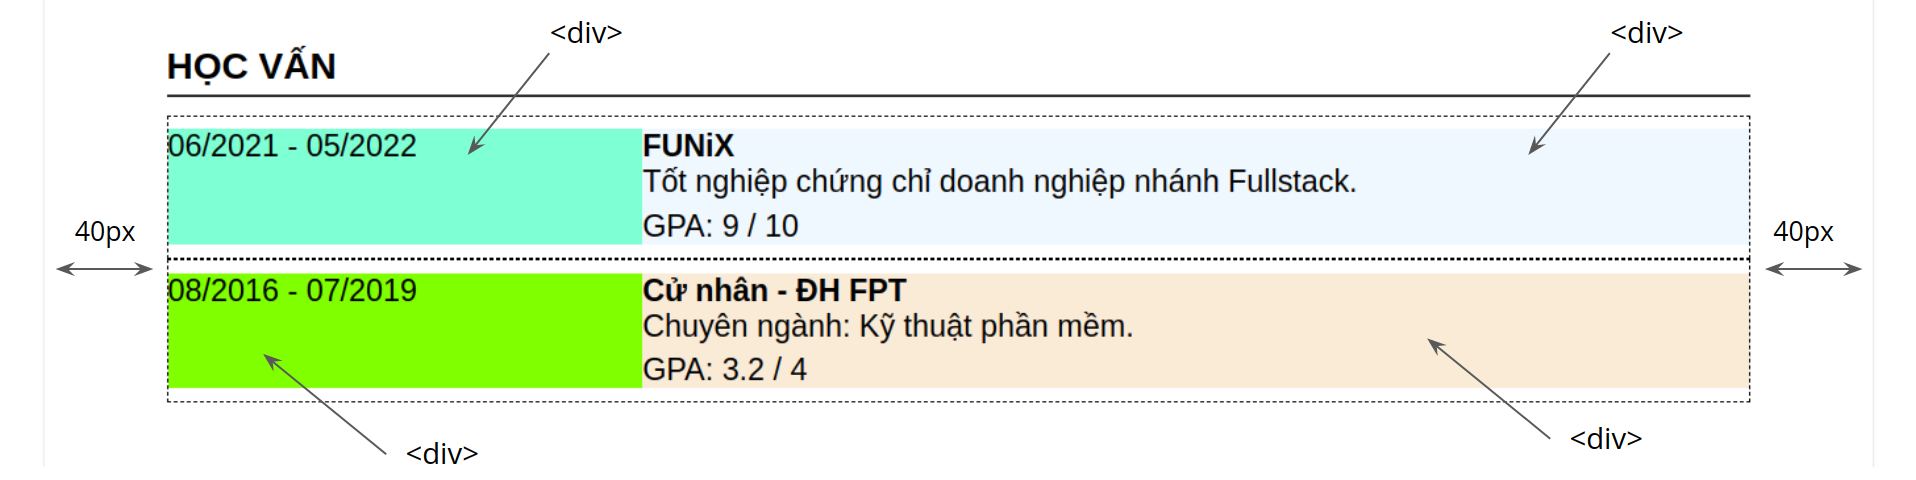 <div>
<div>
HỌC VẤN
06/2021 - 05/2022
FUNiX
Tốt nghiệp chứng chỉ doanh nghiệp nhánh Fullstack.
GPA: 9 / 10
40px
40px
08/2016 - 07/2019
Cử nhân - ĐH FPT
Chuyên ngành: Kỹ thuật phần mềm.
GPA: 3.2 / 4
<div>
<div>